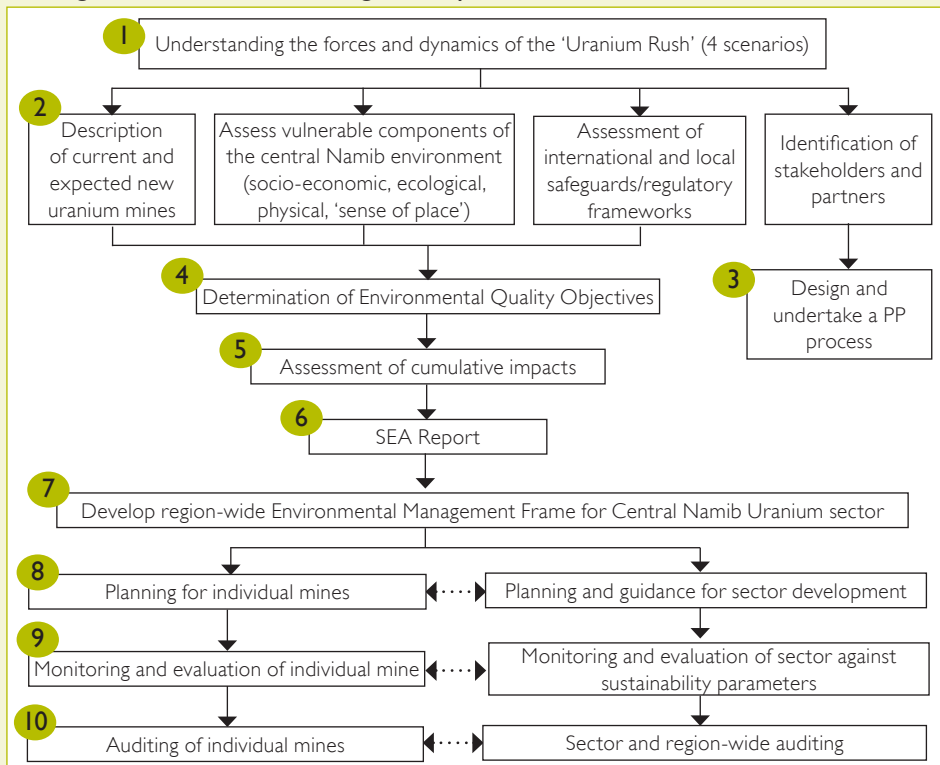 1
Understanding the forces and dynamics of the ‘Uranium Rush’ (4 scenarios)
2
Description
of current and
expected new
uranium mines
Assess vulnerable components of
the central Namib environment
(socio-economic, ecological,
physical, ‘sense of place’)
Assessment of
international and local
safeguards/regulatory
frameworks
Identification of
stakeholders and
partners
3
Design and
undertake a PP
process
4
Determination of Environmental Quality Objectives
5
Assessment of cumulative impacts
6
SEA Report
7
Develop region-wide Environmental Management Frame for Central Namib Uranium sector
8
Planning for individual mines
Planning and guidance for sector development
9
Monitoring and evaluation of individual mine
Monitoring and evaluation of sector against
sustainability parameters
10
Auditing of individual mines
Sector and region-wide auditing